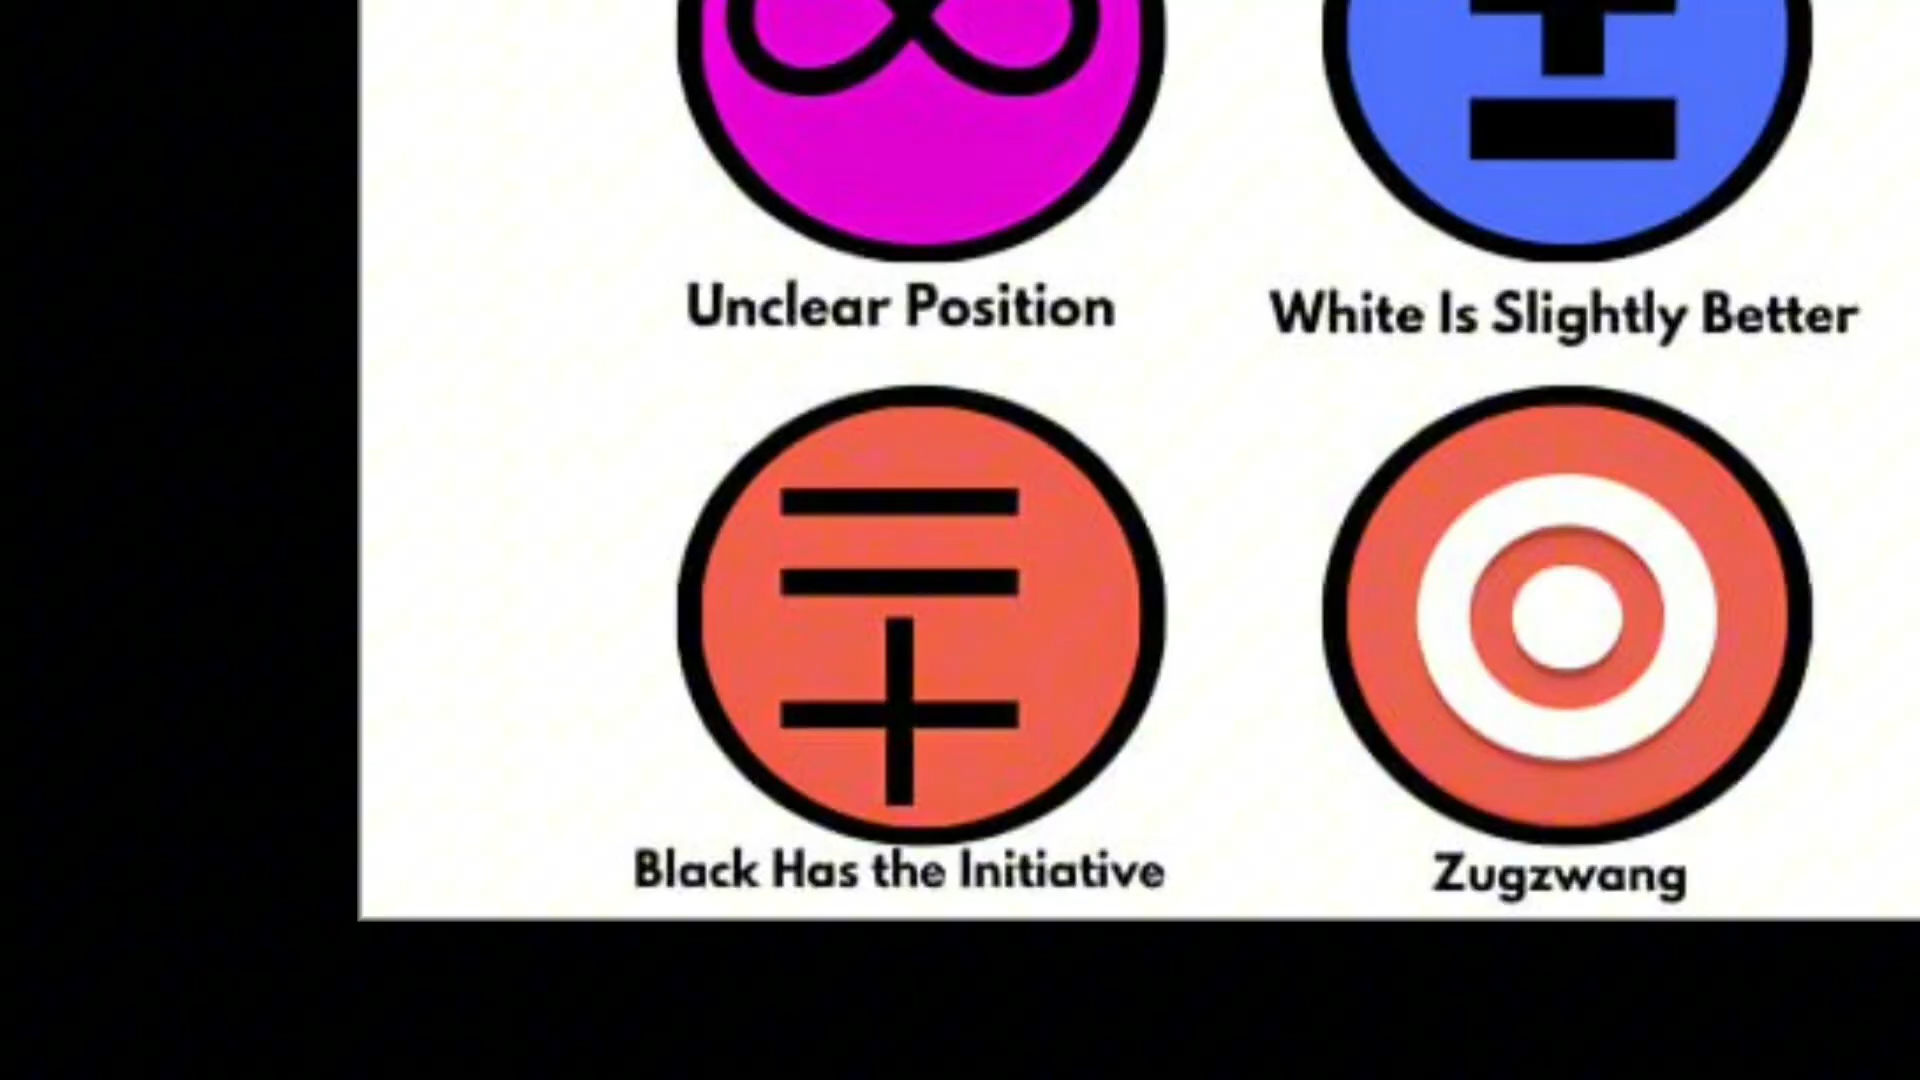 Unclear Position
White Is Slightly Better
Black Has the Initiative
Zugzwang